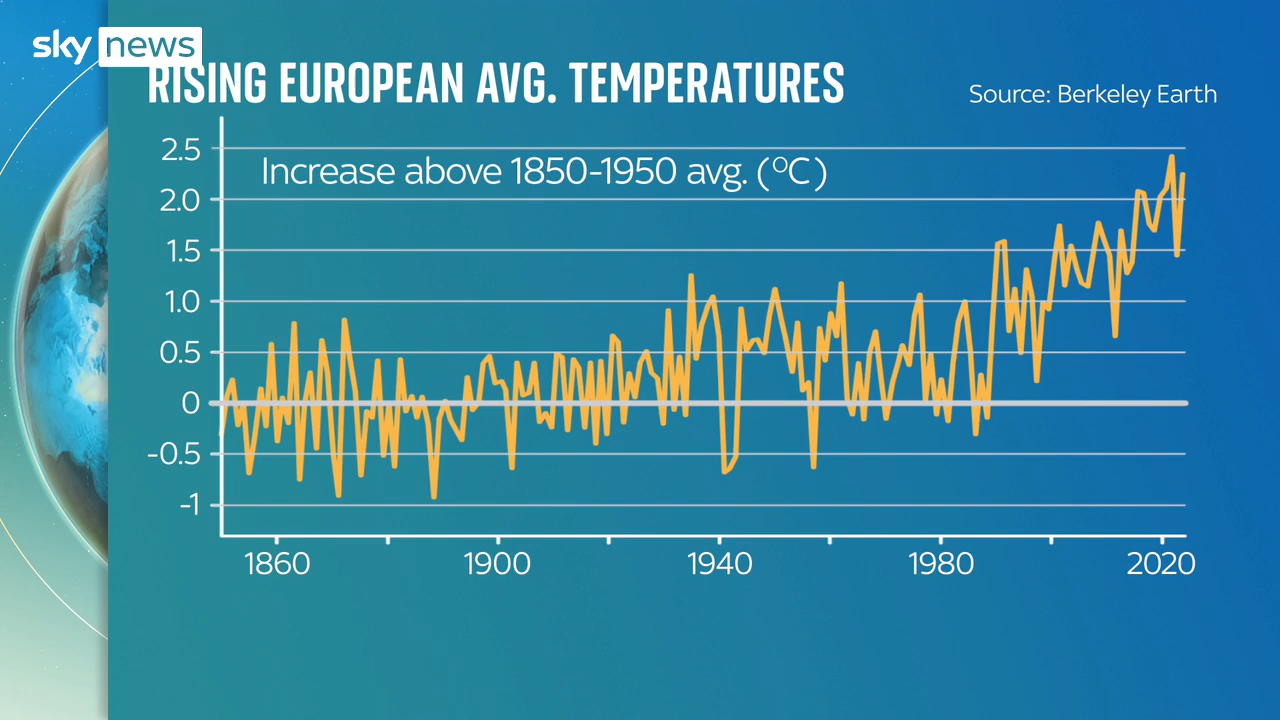 sky news
RISING EUROPEAN AVG. TEMPERATURES
Source: Berkeley Earth
Increase above 1850-1950 avg. (°C)
2.5
2.0
1.5
1.0
0.5
0
-0.5
-1
1860 1900 1940 1980 2020